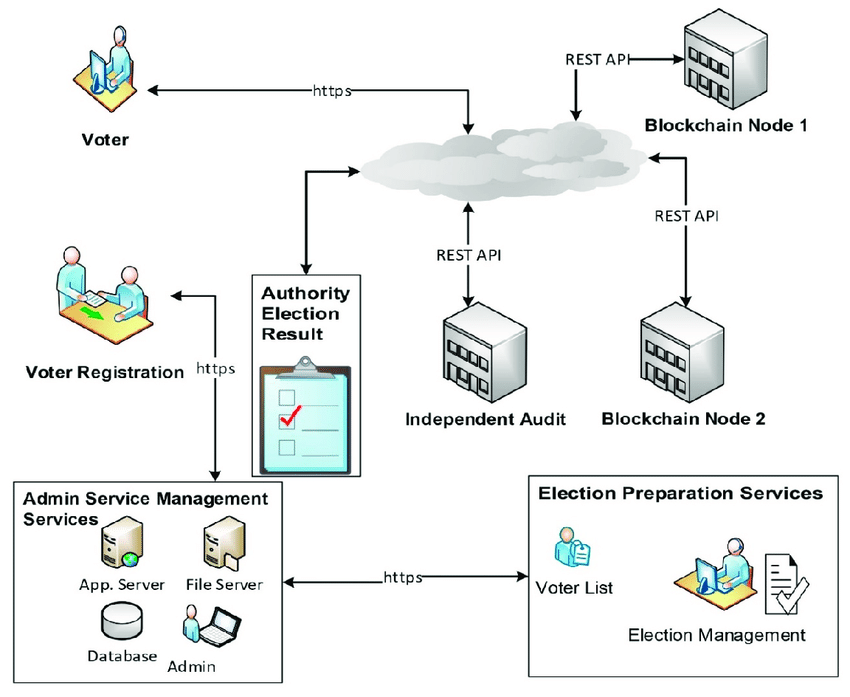 Voter
https
REST API
Blockchain Node 1
REST API
REST API
Authority
Election
Result
Voter Registration
https
Independent Audit
Blockchain Node 2
Admin Service Management
Services
App. Server
File Server
Database
Admin
https
Election Preparation Services
Voter List
Election Management